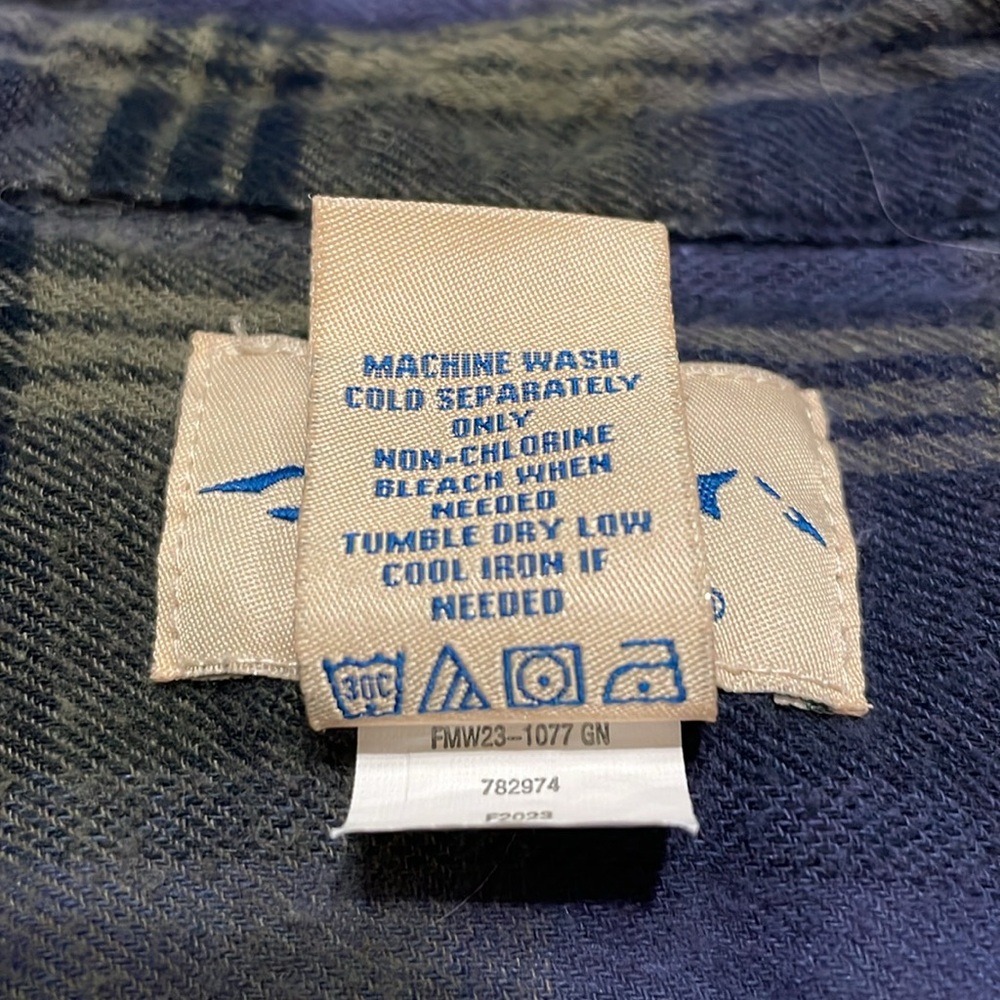 MACHINE WASH
COLD SEPARATELY
ONLY
NON-CHLORINE
BLEACH WHEN
NEEDED
TUMBLE DRY LOW
COOL IRON IF
NEEDED
30C
FMW23-1077 GN
782974
F2023